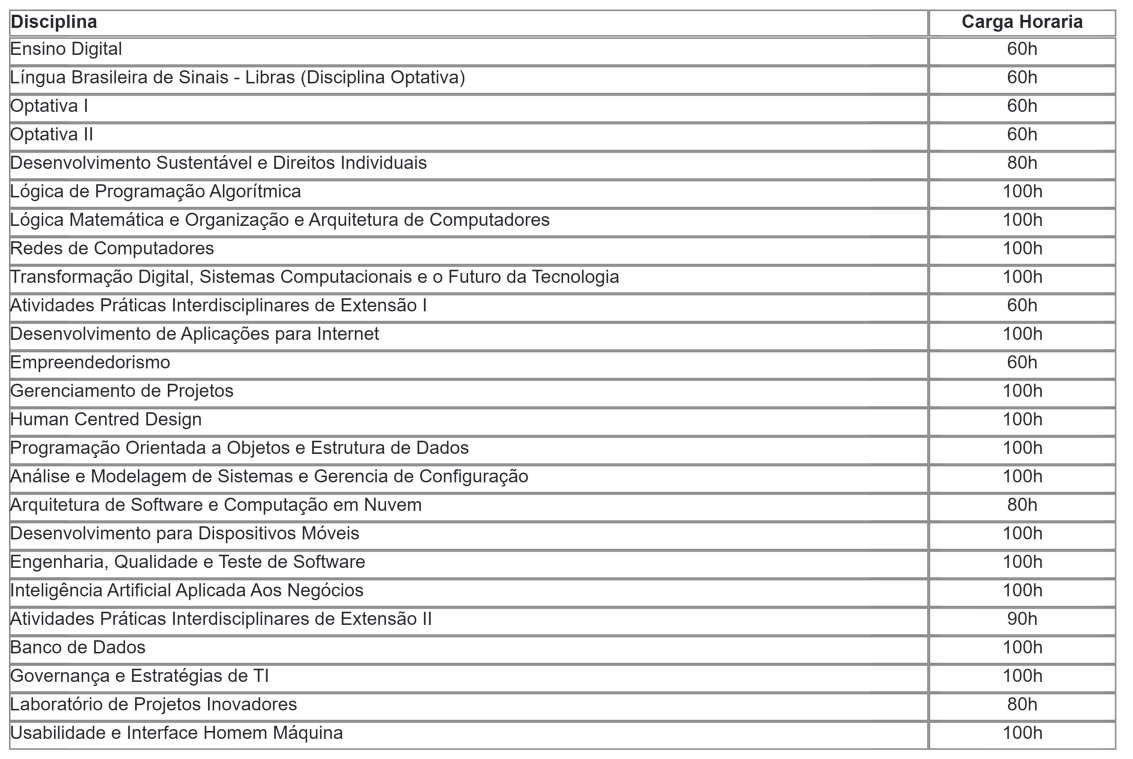 Disciplina Carga Horaria
Ensino Digital 60h
Língua Brasileira de Sinais - Libras (Disciplina Optativa) 60h
Optativa I 60h
Optativa II 60h
Desenvolvimento Sustentável e Direitos Individuais 80h
Lógica de Programação Algorítmica 100h
Lógica Matemática e Organização e Arquitetura de Computadores 100h
Redes de Computadores 100h
Transformação Digital, Sistemas Computacionais e o Futuro da Tecnologia 100h
Atividades Práticas Interdisciplinares de Extensão I 60h
Desenvolvimento de Aplicações para Internet 100h
Empreendedorismo 60h
Gerenciamento de Projetos 100h
Human Centred Design 100h
Programação Orientada a Objetos e Estrutura de Dados 100h
Análise e Modelagem de Sistemas e Gerencia de Configuração 100h
Arquitetura de Software e Computação em Nuvem 80h
Desenvolvimento para Dispositivos Móveis 100h
Engenharia, Qualidade e Teste de Software 100h
Inteligência Artificial Aplicada Aos Negócios 100h
Atividades Práticas Interdisciplinares de Extensão II 90h
Banco de Dados 100h
Governança e Estratégias de TI 100h
Laboratório de Projetos Inovadores 80h
Usabilidade e Interface Homem Máquina 100h